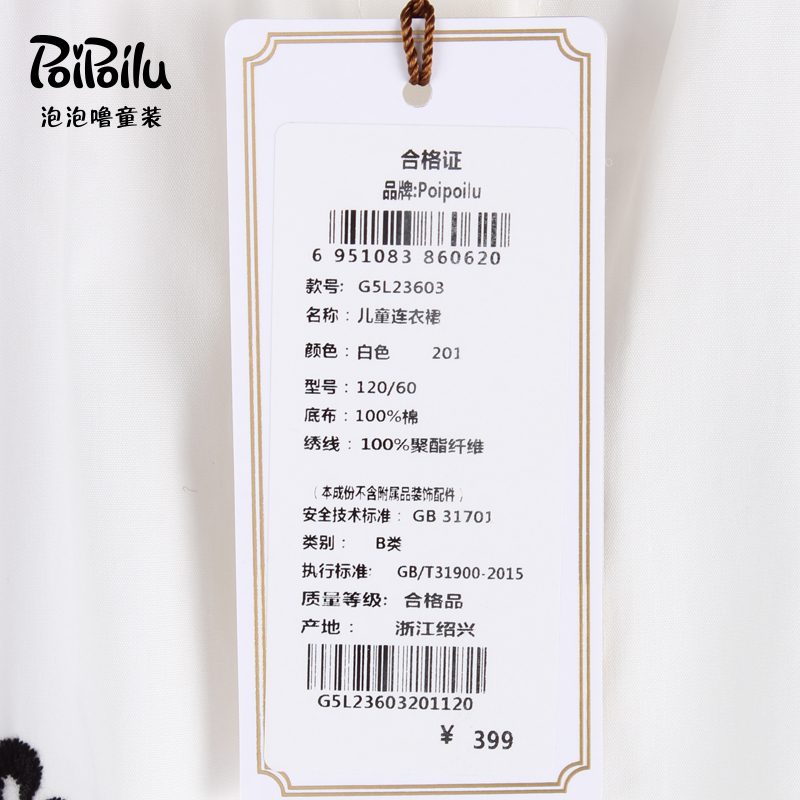 PoiPoilu
泡泡噜童装
合格证
品牌:Poipoilu
6 951083 860620
款号: G5L23603
名称：儿童连衣裙
颜色：白色 201
型号：120/60
底布：100%棉
绣线：100%聚酯纤维
（本成份不含附属品装饰配件）
安全技术标准：GB 31701
类别： B类
执行标准: GB/T31900-2015
质量等级: 合格品
产地： 浙江绍兴
G5L23603201120
¥ 399